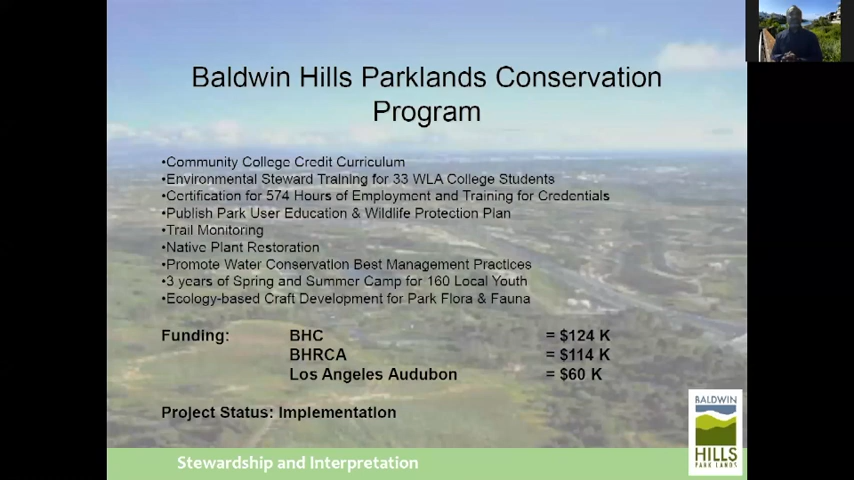 Baldwin Hills Parklands Conservation
Program
•Community College Credit Curriculum
•Environmental Steward Training for 33 WLA College Students
•Certification for 574 Hours of Employment and Training for Credentials
•Publish Park User Education & Wildlife Protection Plan
•Trail Monitoring
•Native Plant Restoration
•Promote Water Conservation Best Management Practices
•3 years of Spring and Summer Camp for 160 Local Youth
•Ecology-based Craft Development for Park Flora & Fauna
Funding: BHC = $124 K
BHRCA = $114 K
Los Angeles Audubon = $60 K
Project Status: Implementation
Stewardship and Interpretation
BALDWIN
HILLS
PARK LANDS